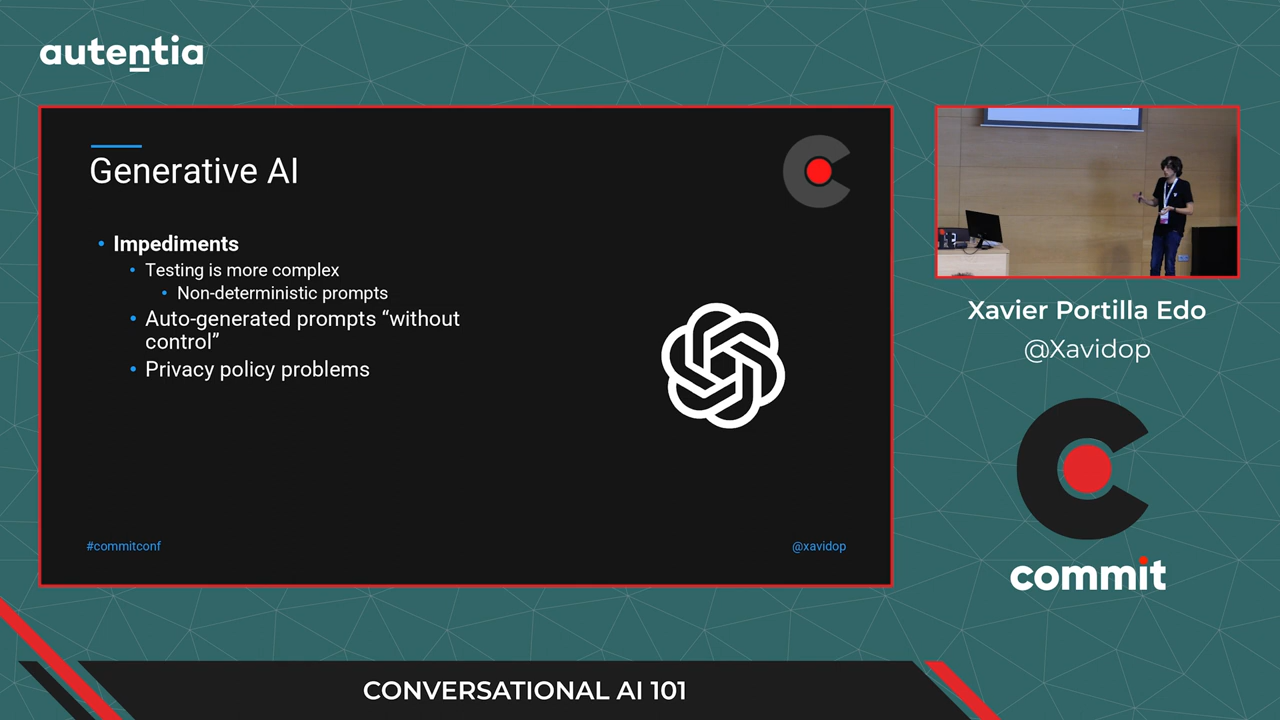 autentia
Generative AI
Impediments
Testing is more complex
Non-deterministic prompts
Auto-generated prompts “without
control”
Privacy policy problems
#commitconf
@xavidop
Xavier Portilla Edo
@Xavidop
commit
CONVERSATIONAL AI 101